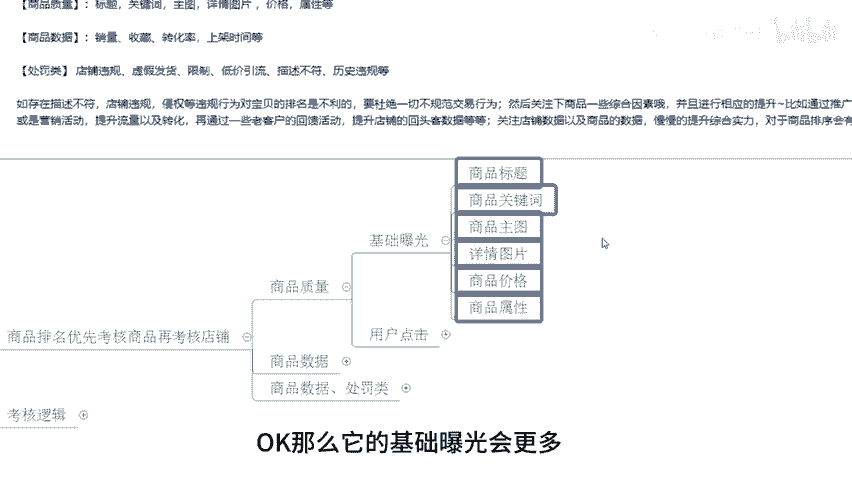 【商品质量】：标题，关键词，主图，详情图片，价格，属性等
【商品数据】：销量、收藏、转化率，上架时间等
【处罚类】 店铺违规、虚假发货、限制、低价引流、描述不符、历史违规等
如存在描述不符，店铺违规，侵权等违规行为对宝贝的排名是不利的，要杜绝一切不规范交易行为；然后关注下商品一些综合因素哦，并且进行相应的提升~比如通过推广
或是营销活动，提升流量以及转化，再通过一些老客户的回馈活动，提升店铺的回头客数据等等；关注店铺数据以及商品的数据，慢慢的提升综合实力，对于商品排序会有
商品标题
商品关键词
商品主图
基础曝光
详情图片
商品价格
商品质量
商品属性
用户点击
商品排名优先考核商品再考核店铺
商品数据
商品数据、处罚类
考核逻辑
OK那么它的基础曝光会更多